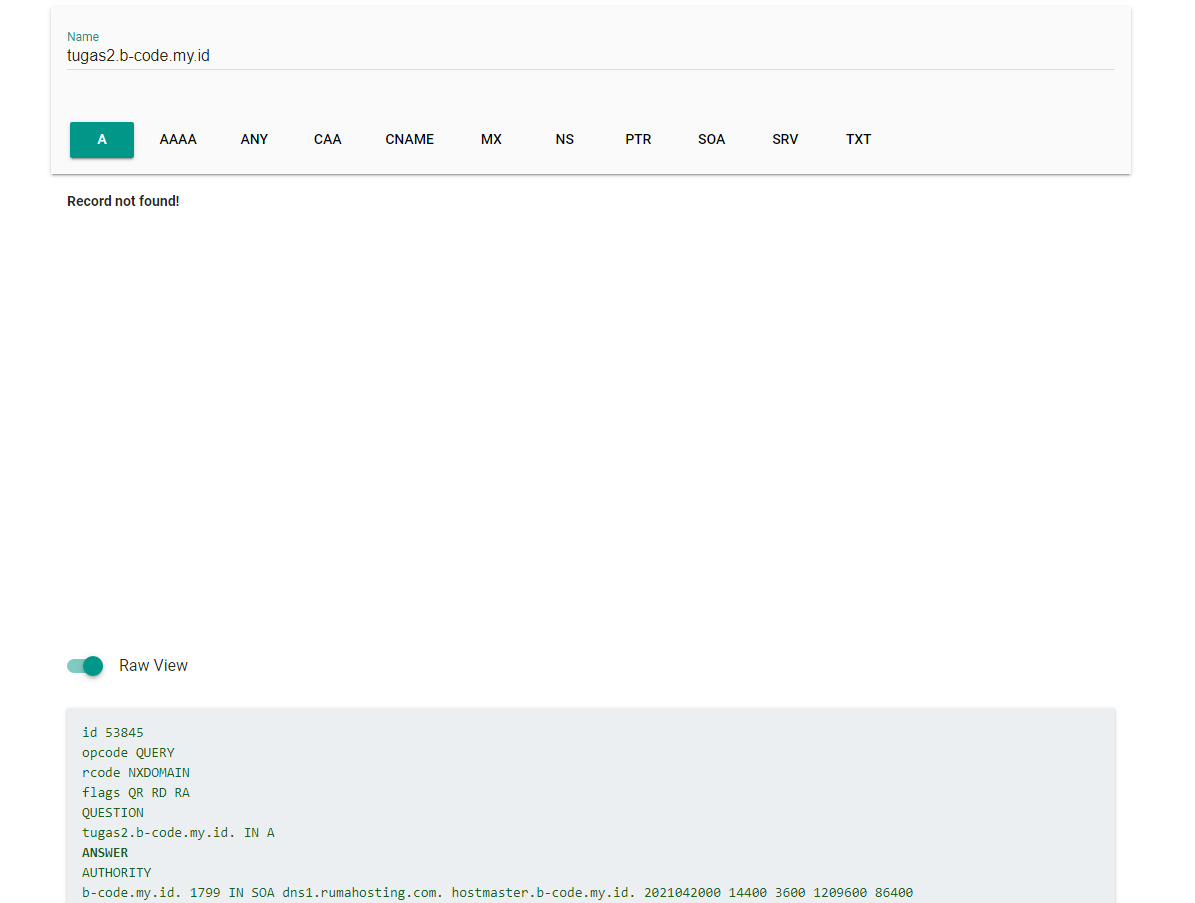 Name
tugas2.b-code.my.id
A AAAA ANY CAA CNAME MX NS PTR SOA SRV TXT
Record not found!
Raw View
id 53845
opcode QUERY
rcode NXDOMAIN
flags QR RD RA
QUESTION
tugas2.b-code.my.id. IN A
ANSWER
AUTHORITY
b-code.my.id. 1799 IN SOA dns1.rumahosting.com. hostmaster.b-code.my.id. 2021042000 14400 3600 1209600 86400